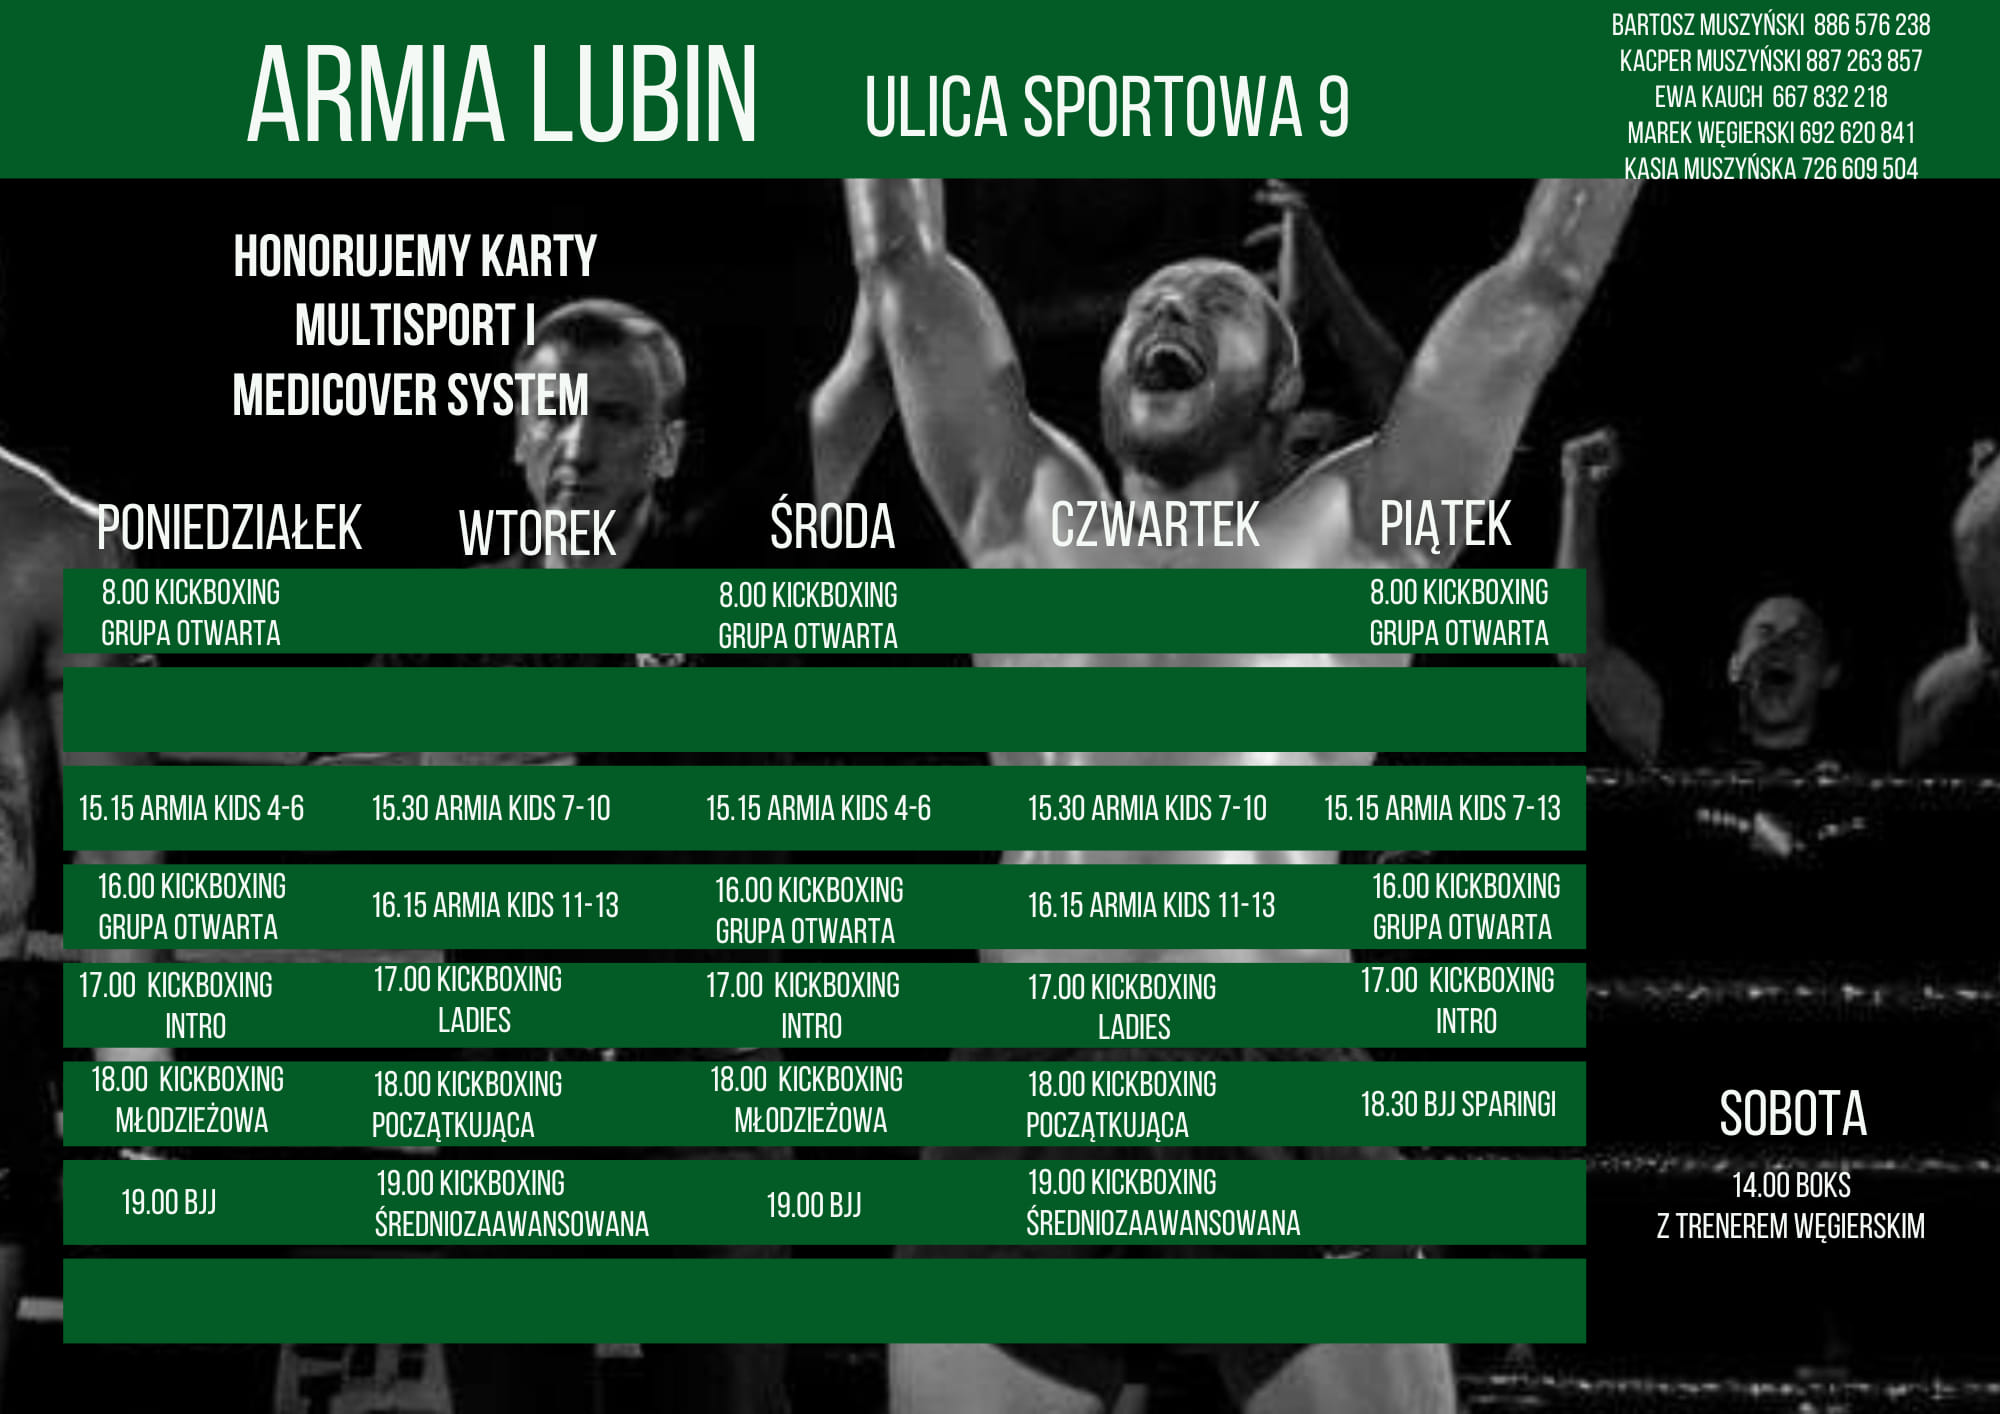 ARMIA LUBIN
ULICA SPORTOWA 9
BARTOSZ MUSZYŃSKI 886 576 238
KACPER MUSZYŃSKI 887 263 857
EWA KAUCH 667 832 218
MAREK WĘGIERSKI 692 620 841
KASIA MUSZYŃSKA 726 609 504
HONORUJEMY KARTY
MULTISPORT I
MEDICOVER SYSTEM
PONIEDZIAŁEK
WTOREK
ŚRODA
CZWARTEK
PIĄTEK
8.00 KICKBOXING
GRUPA OTWARTA
8.00 KICKBOXING
GRUPA OTWARTA
8.00 KICKBOXING
GRUPA OTWARTA
15.15 ARMIA KIDS 4-6
15.30 ARMIA KIDS 7-10
15.15 ARMIA KIDS 4-6
15.30 ARMIA KIDS 7-10
15.15 ARMIA KIDS 7-13
16.00 KICKBOXING
GRUPA OTWARTA
16.15 ARMIA KIDS 11-13
16.00 KICKBOXING
GRUPA OTWARTA
16.15 ARMIA KIDS 11-13
16.00 KICKBOXING
GRUPA OTWARTA
17.00 KICKBOXING
INTRO
17.00 KICKBOXING
LADIES
17.00 KICKBOXING
INTRO
17.00 KICKBOXING
LADIES
17.00 KICKBOXING
INTRO
18.00 KICKBOXING
MŁODZIEŻOWA
18.00 KICKBOXING
POCZĄTKUJĄCA
18.00 KICKBOXING
MŁODZIEŻOWA
18.00 KICKBOXING
POCZĄTKUJĄCA
18.30 BJJ SPARINGI
19.00 BJJ
19.00 KICKBOXING
ŚREDNIOZAAWANSOWANA
19.00 BJJ
19.00 KICKBOXING
ŚREDNIOZAAWANSOWANA
SOBOTA
14.00 BOKS
Z TRENEREM WĘGIERSKIM